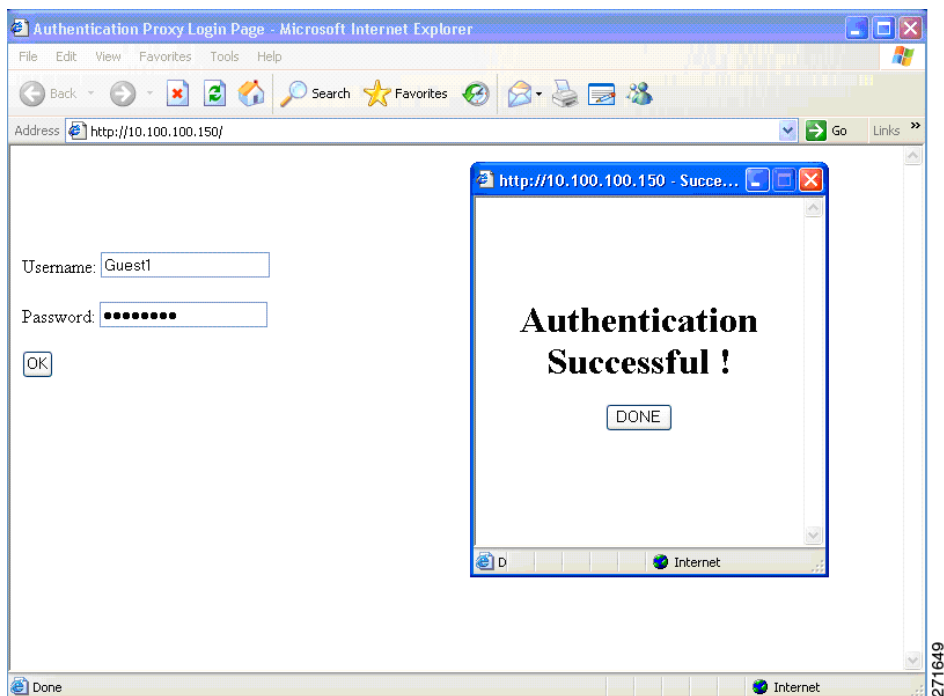 Authentication Proxy Login Page - Microsoft Internet Explorer
File Edit View Favorites Tools Help
Back Search Favorites
Address http://10.100.100.150/ Go Links »
http://10.100.100.150 - Succe...
Username: Guest1
Password: ••••••••
OK
Authentication
Successful !
DONE
D Internet
Done Internet
271649